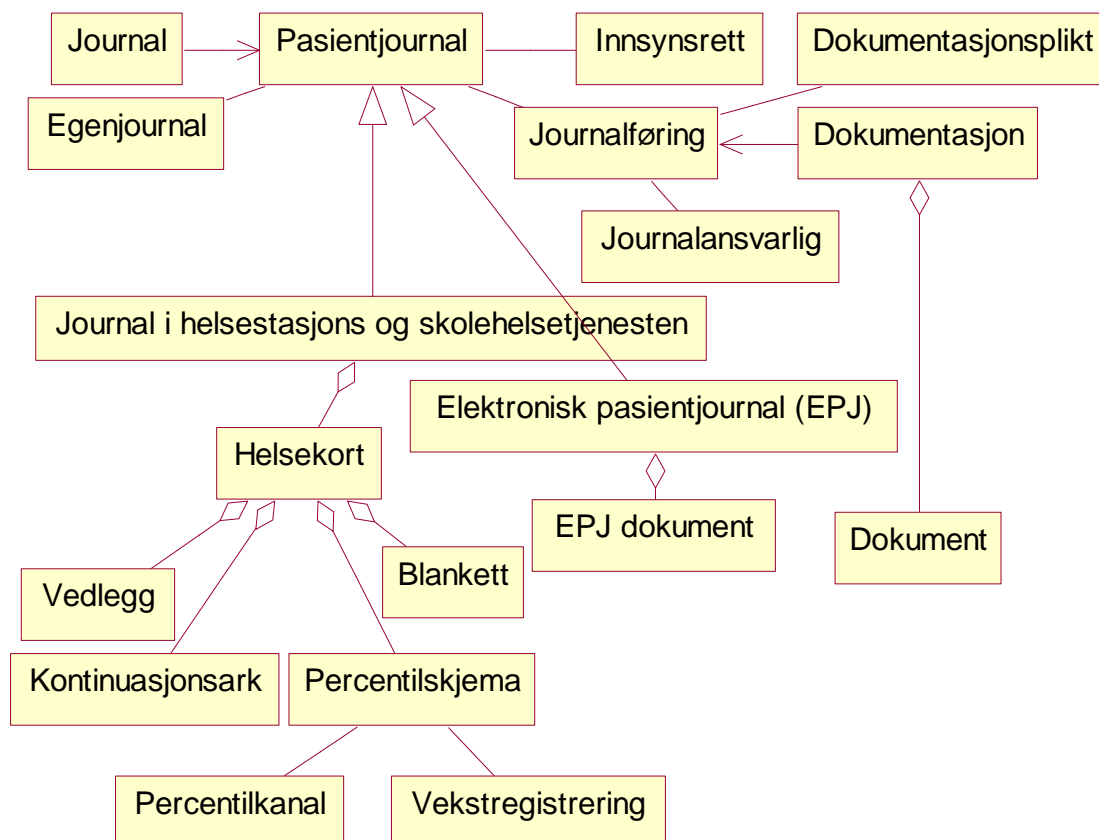 Journal
Pasientjournal
Innsynsrett
Dokumentasjonsplikt
Egenjournal
Journalføring
Dokumentasjon
Journalansvarlig
Journal i helsestasjons og skolehelsetjenesten
Elektronisk pasientjournal (EPJ)
Helsekort
EPJ dokument
Dokument
Blankett
Vedlegg
Kontinuasjonsark
Percentilskjema
Percentilkanal
Vekstregistrering